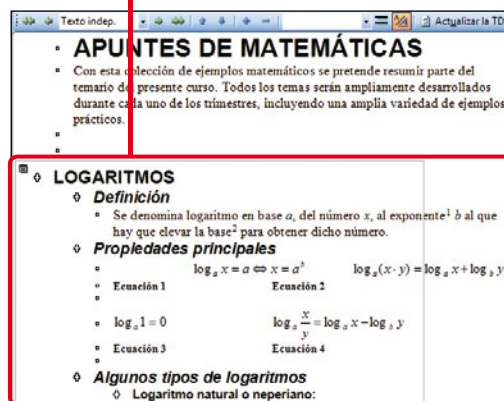 Texto indep. Actualizar la TD
APUNTES DE MATEMÁTICAS
Con esta colección de ejemplos matemáticos se pretende resumir parte del
temario del presente curso. Todos los temas serán ampliamente desarrollados
durante cada uno de los trimestres, incluyendo una amplia variedad de ejemplos
prácticos.
LOGARITMOS
Definición
Se denomina logaritmo en base a, del número x, al exponente¹ b al que
hay que elevar la base² para obtener dicho número.
Propiedades principales
log_a x = a ⇔ x = a^b log_a(x·y) = log_a x + log_b y
Ecuación 1 Ecuación 2
log_a 1 = 0 log_a x/y = log_a x − log_b y
Ecuación 3 Ecuación 4
Algunos tipos de logaritmos
Logaritmo natural o neperiano: